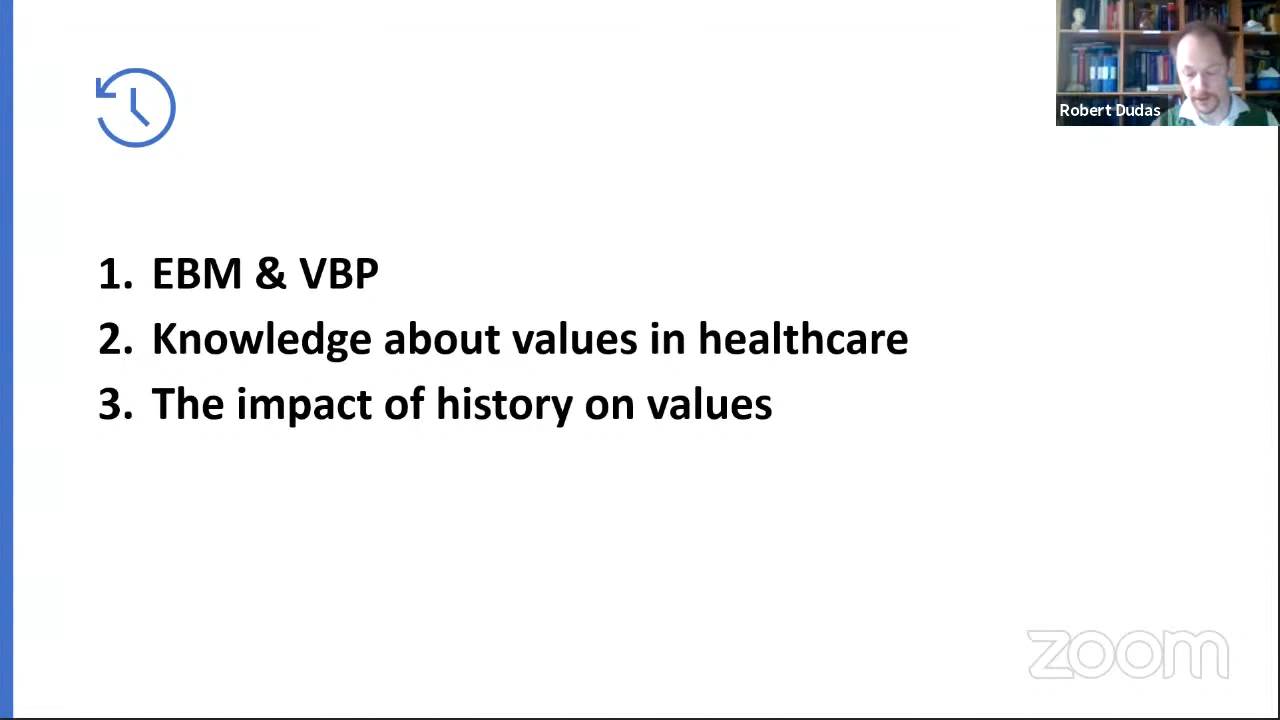 Robert Dudas
1. EBM & VBP
2. Knowledge about values in healthcare
3. The impact of history on values
zoom